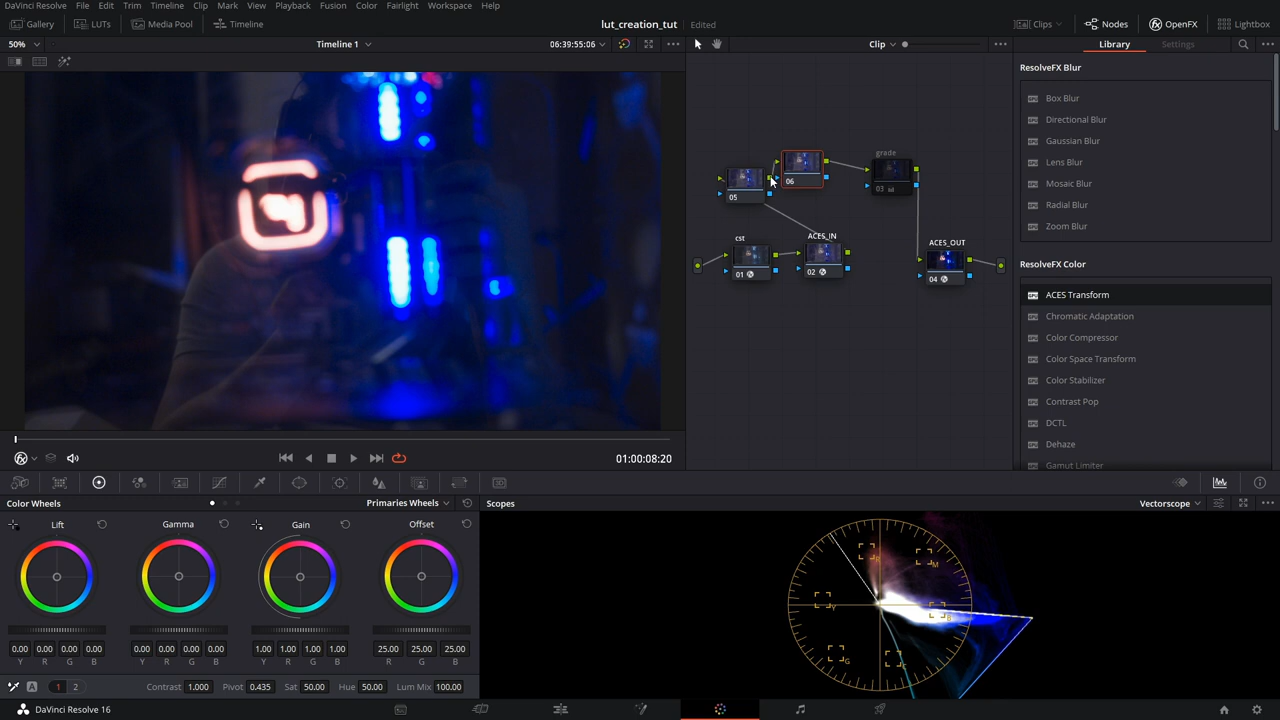 DaVinci Resolve File Edit Trim Timeline Clip Mark View Playback Fusion Color Fairlight Workspace Help
Gallery LUTs Media Pool Timeline lut_creation_tut Edited Clips Nodes OpenFX Lightbox
50% Timeline 1 06:39:55:06 Clip Library Settings
ResolveFX Blur
Box Blur
Directional Blur
Gaussian Blur
Lens Blur
Mosaic Blur
Radial Blur
Zoom Blur
ResolveFX Color
ACES Transform
Chromatic Adaptation
Color Compressor
Color Space Transform
Color Stabilizer
Contrast Pop
DCTL
Dehaze
Gamut Limiter
grade
05
06
03
cst
01
ACES_IN
02
ACES_OUT
04
01:00:08:20
Color Wheels Primaries Wheels Scopes Vectorscope
Lift Gamma Gain Offset
0.00 0.00 0.00 0.00 0.00 0.00 0.00 0.00 1.00 1.00 1.00 1.00 25.00 25.00 25.00
Y R G B Y R G B Y R G B R G B
A 1 2 Contrast 1.000 Pivot 0.435 Sat 50.00 Hue 50.00 Lum Mix 100.00
R
M
Y
B
G
C
DaVinci Resolve 16